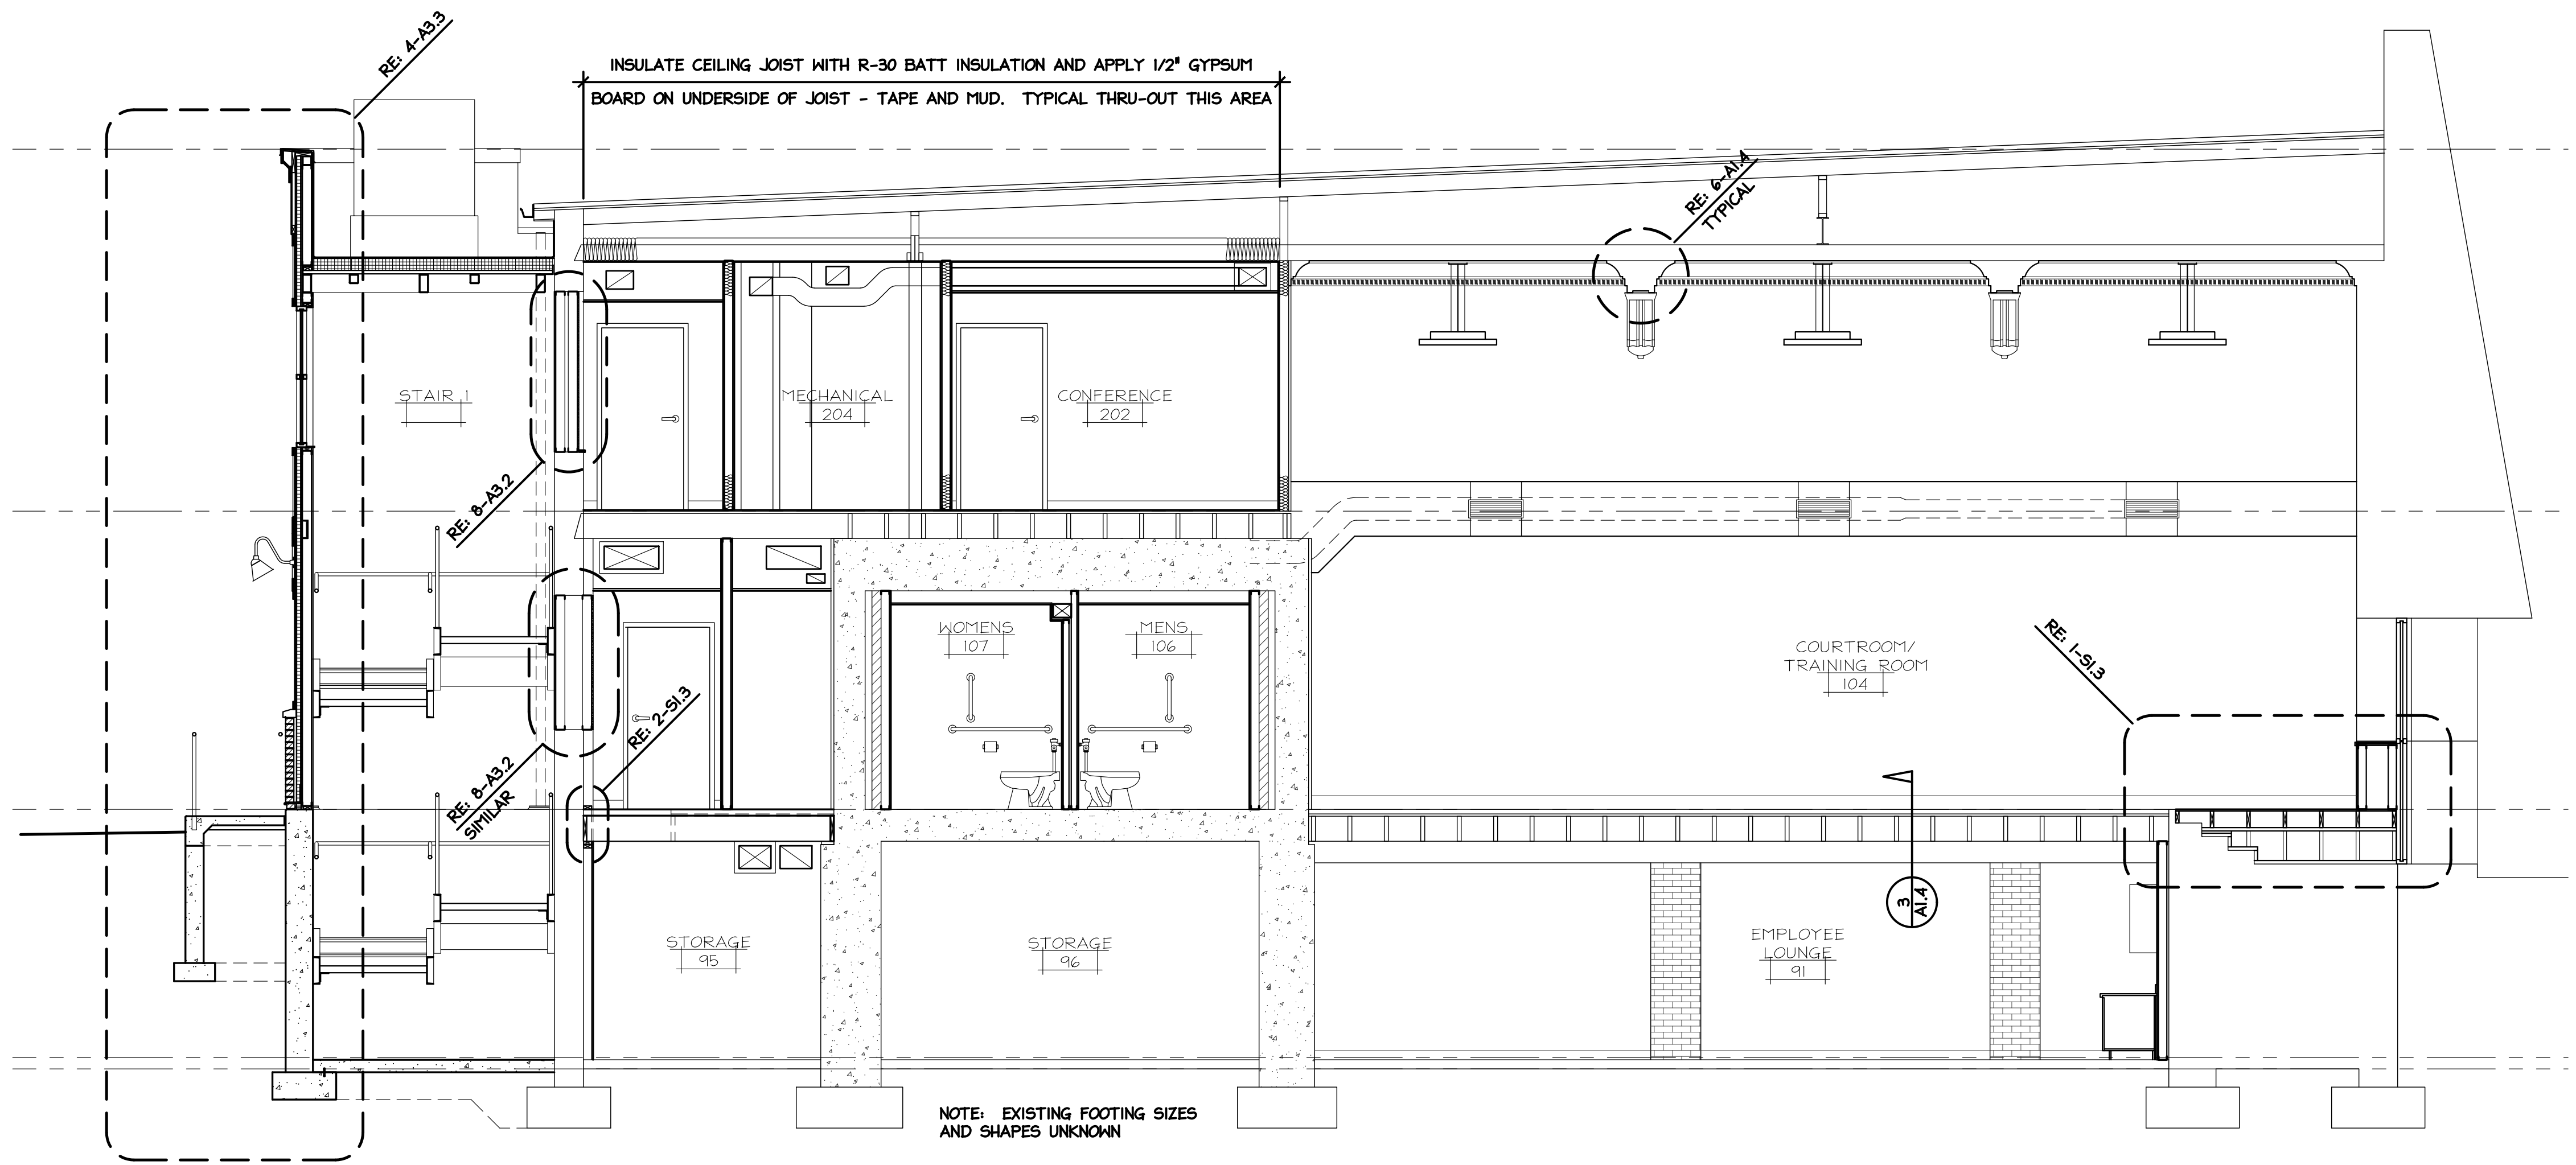 RE: 4-A3.3
INSULATE CEILING JOIST WITH R-30 BATT INSULATION AND APPLY 1/2" GYPSUM
BOARD ON UNDERSIDE OF JOIST - TAPE AND MUD. TYPICAL THRU-OUT THIS AREA
RE: 6-A1.4
TYPICAL
STAIR 1
MECHANICAL
204
CONFERENCE
202
RE: 8-A3.2
WOMENS
107
MENS
106
COURTROOM/
TRAINING ROOM
104
RE: 1-S1.3
RE: 2-S1.3
RE: 8-A3.2
SIMILAR
3
A1.4
STORAGE
95
STORAGE
96
EMPLOYEE
LOUNGE
91
NOTE: EXISTING FOOTING SIZES
AND SHAPES UNKNOWN